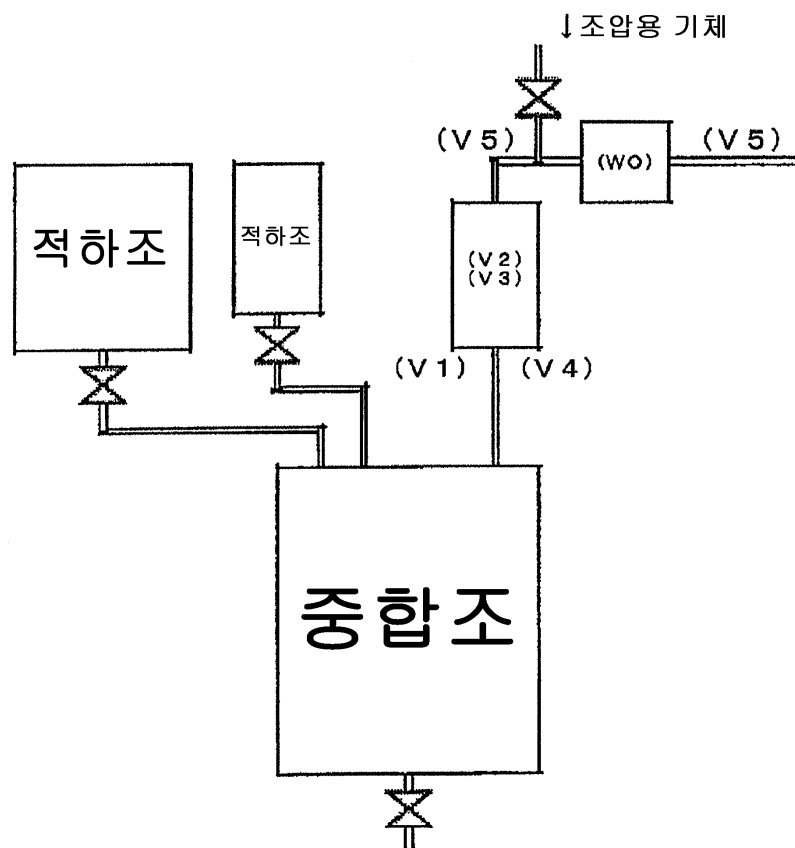 ↓조압용 기체
(V5)
(WO)
(V5)
적하조
적하조
(V2)
(V3)
(V1)
(V4)
중합조